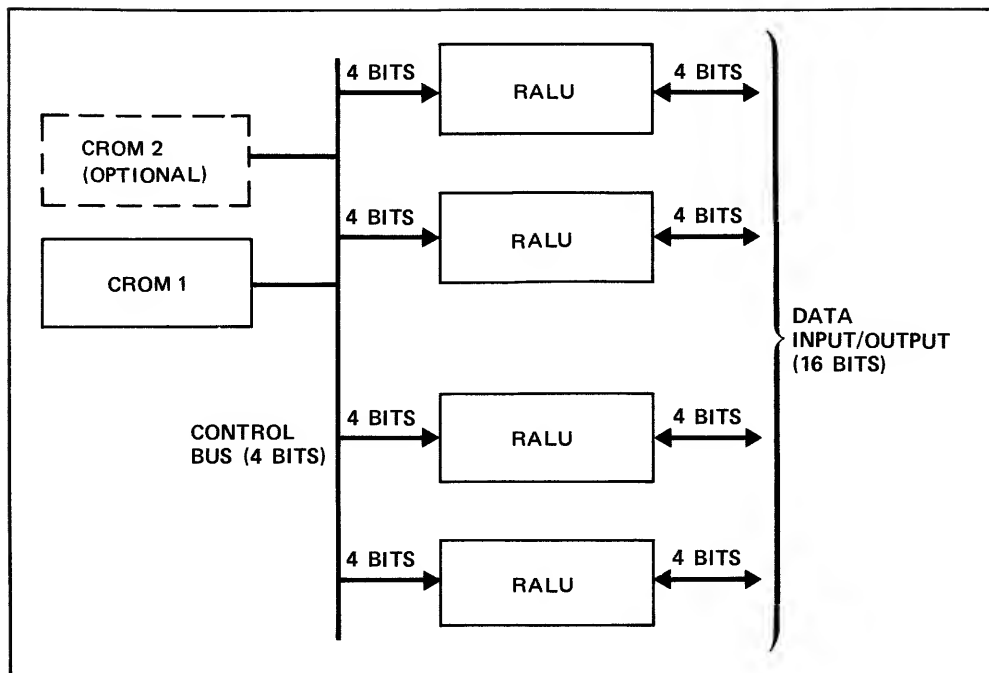 4 BITS
RALU
4 BITS
CROM 2
(OPTIONAL)
4 BITS
RALU
4 BITS
CROM 1
DATA
INPUT/OUTPUT
(16 BITS)
CONTROL
BUS (4 BITS)
4 BITS
RALU
4 BITS
4 BITS
RALU
4 BITS